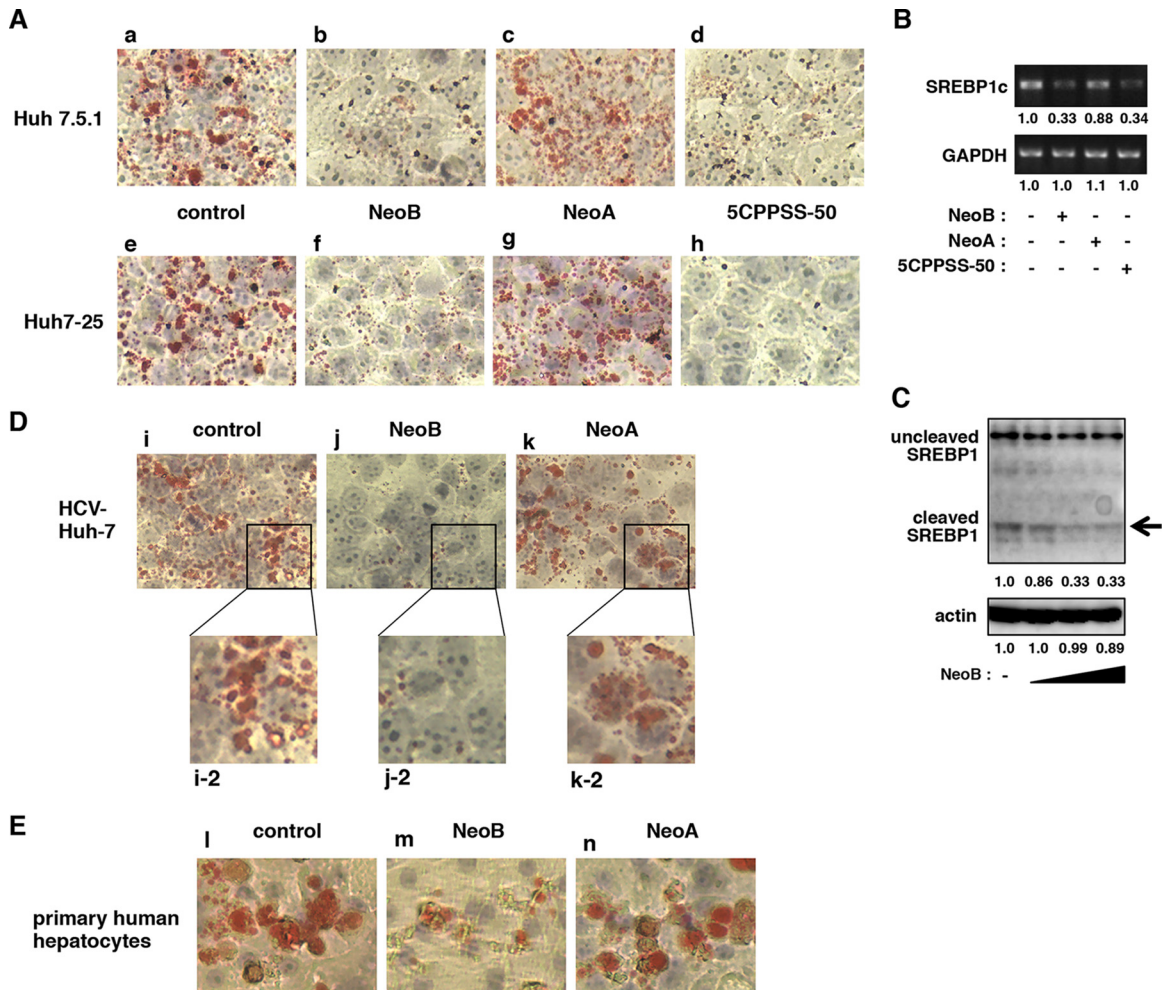 A
a b c d
Huh 7.5.1
control NeoB NeoA 5CPPSS-50
e f g h
Huh7-25
B
SREBP1c
1.0 0.33 0.88 0.34
GAPDH
1.0 1.0 1.1 1.0
NeoB : - + - -
NeoA : - - + -
5CPPSS-50 : - - - +
C
uncleaved
SREBP1
cleaved
SREBP1
1.0 0.86 0.33 0.33
actin
1.0 1.0 0.99 0.89
NeoB : -
D
i control j NeoB k NeoA
HCV-
Huh-7
i-2 j-2 k-2
E
l control m NeoB n NeoA
primary human
hepatocytes